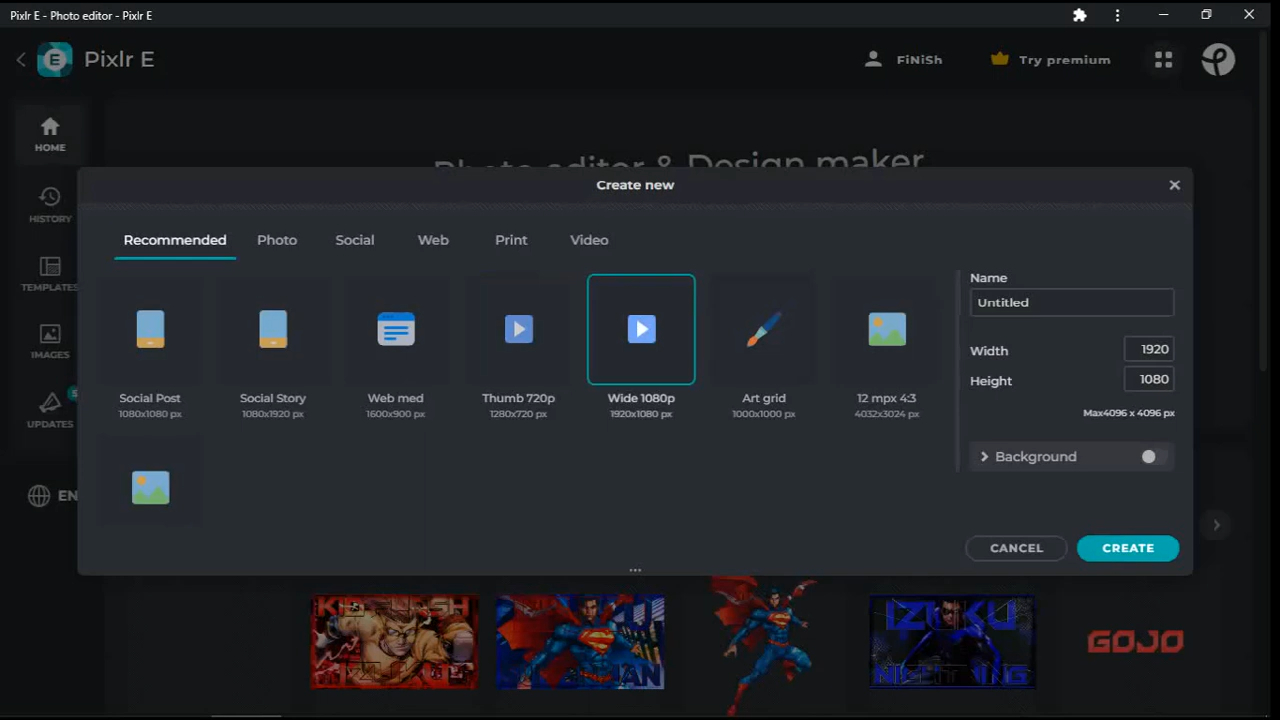 Pixlr E - Photo editor - Pixlr E
E
Pixlr E
FiNiSh
Try premium
HOME
HISTORY
TEMPLATES
IMAGES
UPDATES
EN
Photo editor & Design maker
Create new
Recommended
Photo
Social
Web
Print
Video
Social Post
1080x1080 px
Social Story
1080x1920 px
Web med
1600x900 px
Thumb 720p
1280x720 px
Wide 1080p
1920x1080 px
Art grid
1000x1000 px
12 mpx 4:3
4032x3024 px
Name
Untitled
Width
1920
Height
1080
Max4096 x 4096 px
Background
CANCEL
CREATE
IZUKU
NIGHTWING
GOJO